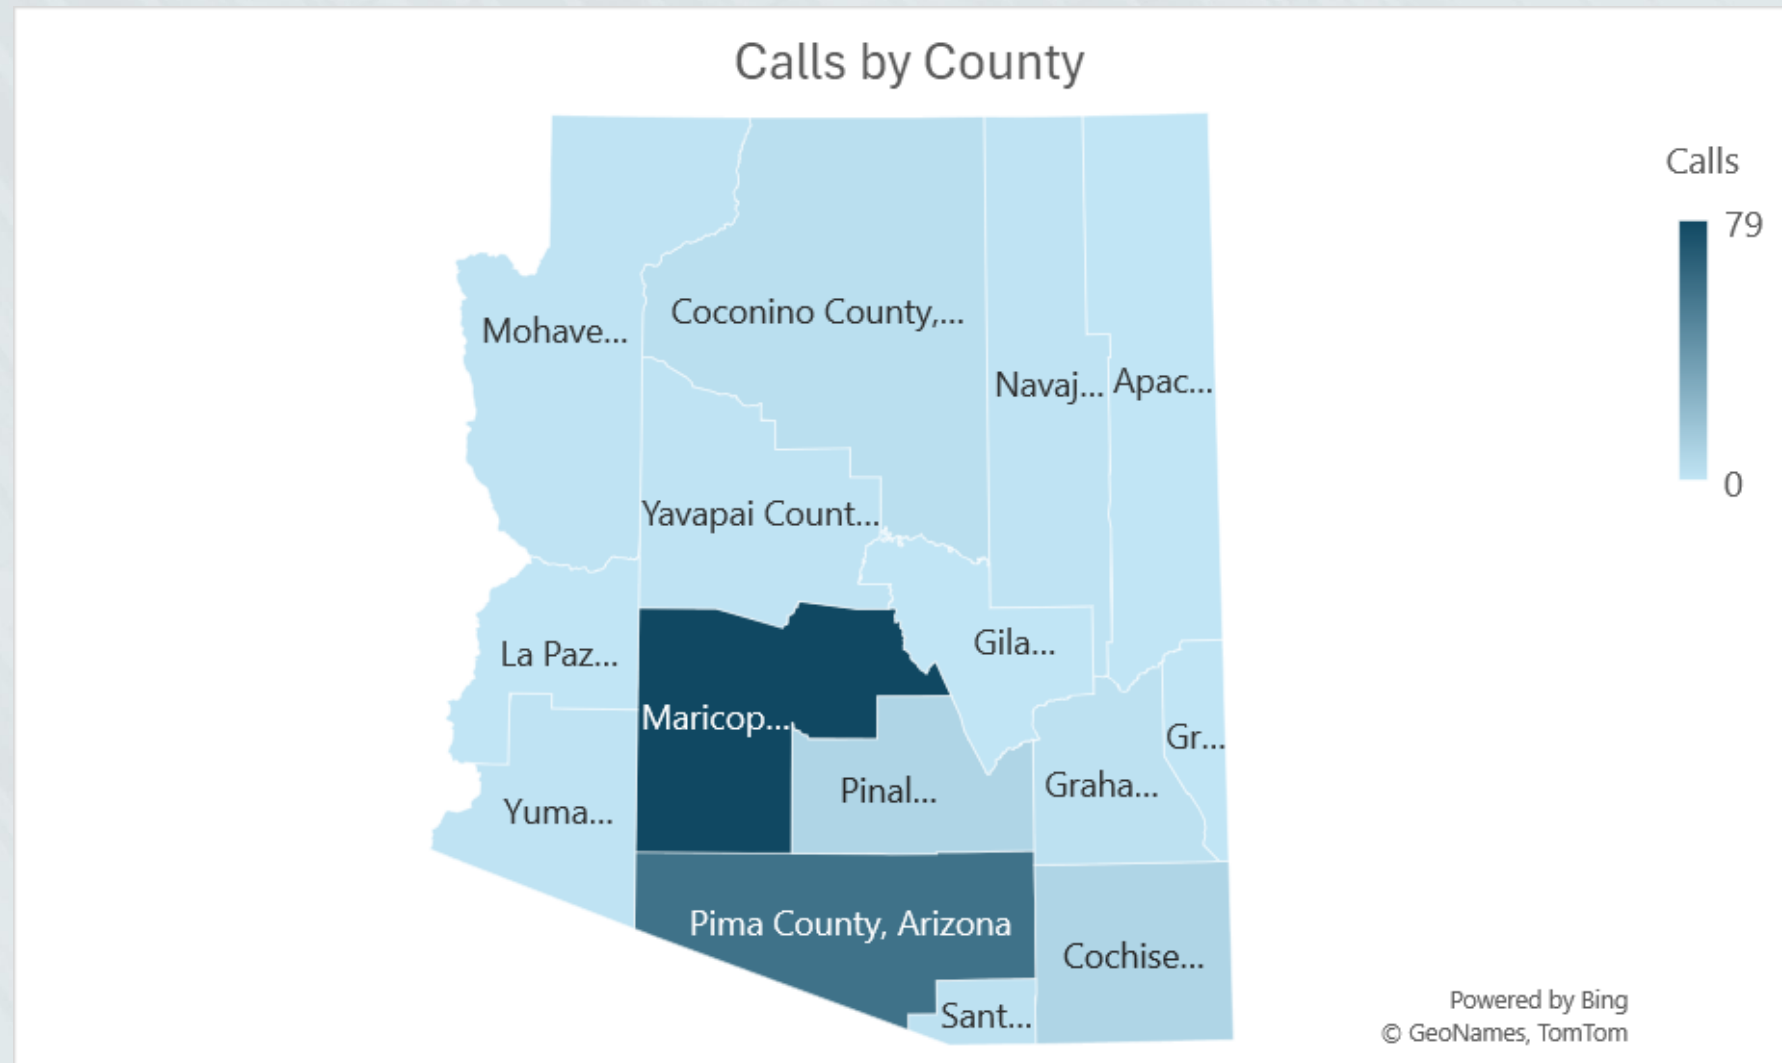 Calls by County
Calls
79
0
Coconino County,...
Mohave...
Navaj...
Apac...
Yavapai Count...
Gila...
La Paz...
Maricop...
Gr...
Pinal...
Graha...
Yuma...
Pima County, Arizona
Cochise...
Sant...
Powered by Bing
© GeoNames, TomTom